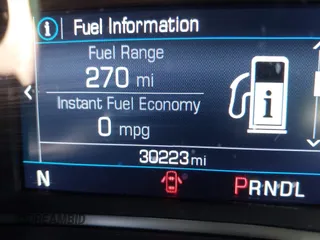 Fuel Information
Fuel Range
270 mi
Instant Fuel Economy
0 mpg
30223 mi
N
PRNDL